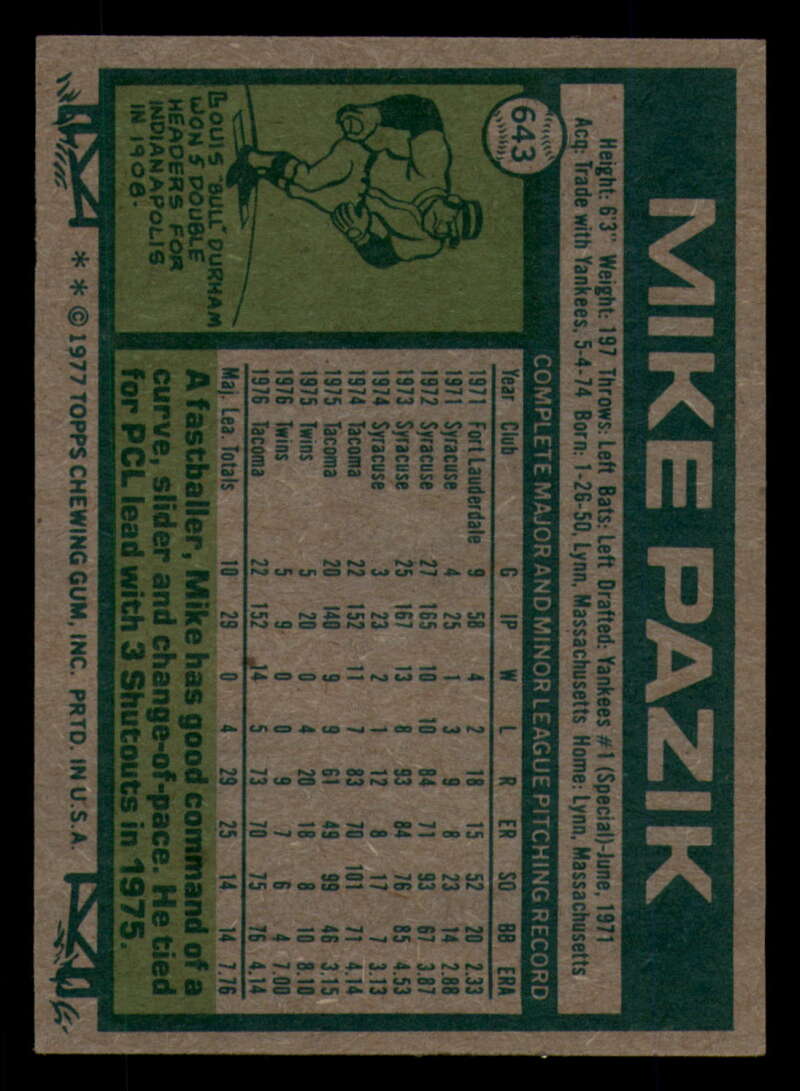 MIKE PAZIK
643
Height: 6'3" Weight: 197 Throws: Left Bats: Left Drafted: Yankees #1 (Special)-June, 1971
Acq: Trade with Yankees, 5-4-74 Born: 1-26-50, Lynn, Massachusetts Home: Lynn, Massachusetts
LOUIS "BULL" DURHAM
WON 5 DOUBLE
HEADERS FOR
INDIANAPOLIS
IN 1908.
COMPLETE MAJOR AND MINOR LEAGUE PITCHING RECORD
Year Club G IP W L R ER SO BB ERA
1971 Fort Lauderdale 9 58 4 2 18 15 52 20 2.33
1971 Syracuse 4 25 1 3 9 8 23 14 2.88
1972 Syracuse 27 165 10 10 84 71 93 67 3.87
1973 Syracuse 25 167 13 8 93 84 76 85 4.53
1974 Syracuse 3 23 2 1 12 8 17 7 3.13
1974 Tacoma 22 152 11 7 83 70 101 71 4.14
1975 Tacoma 20 140 9 9 61 49 99 46 3.15
1975 Twins 5 20 0 4 20 18 8 10 8.10
1976 Twins 5 9 0 0 9 7 6 4 7.00
1976 Tacoma 22 152 14 5 73 70 75 76 4.14
Maj. Lea. Totals 10 29 0 4 29 25 14 14 7.76
A fastballer, Mike has good command of a
curve, slider and change-of-pace. He tied
for PCL lead with 3 Shutouts in 1975.
* * © 1977 TOPPS CHEWING GUM, INC. PRTD. IN U.S.A.